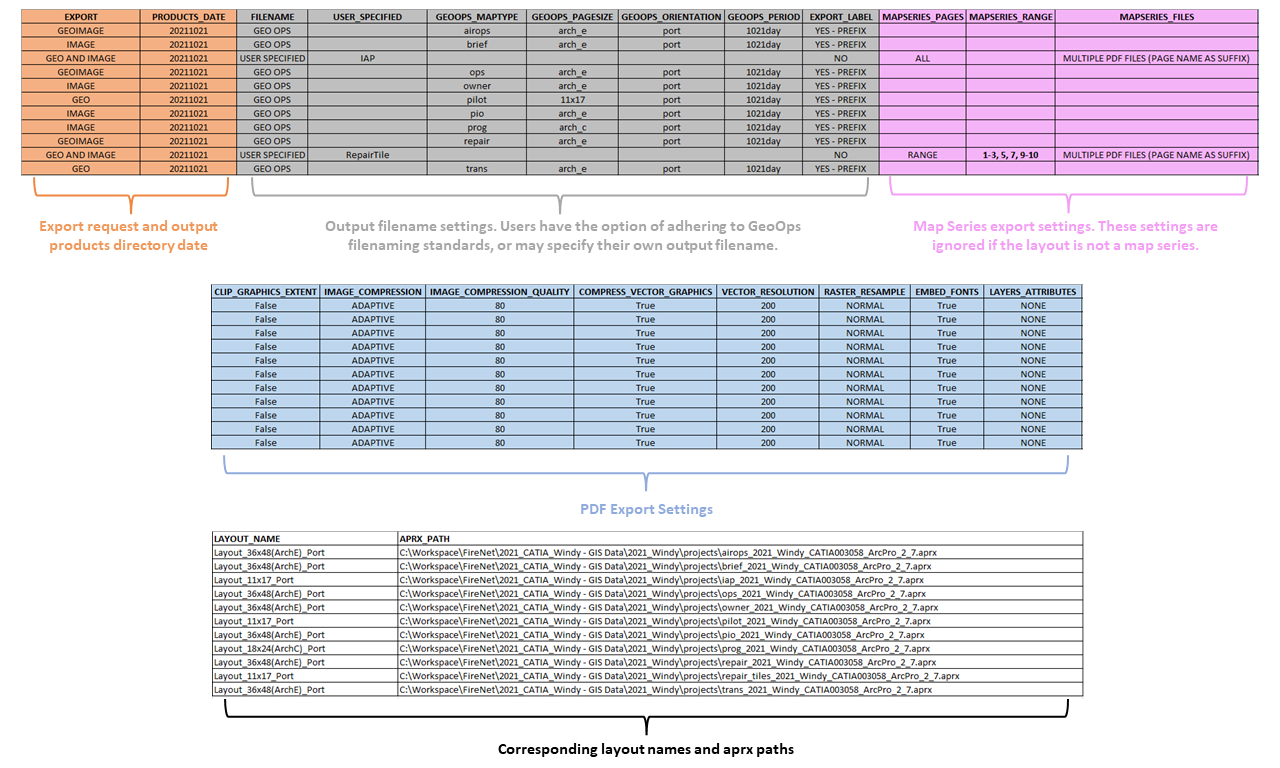 EXPORT PRODUCTS_DATE FILENAME USER_SPECIFIED GEOOPS_MAPTYPE GEOOPS_PAGESIZE GEOOPS_ORIENTATION GEOOPS_PERIOD EXPORT_LABEL MAPSERIES_PAGES MAPSERIES_RANGE MAPSERIES_FILES
GEOIMAGE 20211021 GEO OPS airops arch_e port 1021day YES - PREFIX
IMAGE 20211021 GEO OPS brief arch_e port 1021day YES - PREFIX
GEO AND IMAGE 20211021 USER SPECIFIED IAP NO ALL MULTIPLE PDF FILES (PAGE NAME AS SUFFIX)
GEOIMAGE 20211021 GEO OPS ops arch_e port 1021day YES - PREFIX
IMAGE 20211021 GEO OPS owner arch_e port 1021day YES - PREFIX
GEO 20211021 GEO OPS pilot 11x17 port 1021day YES - PREFIX
IMAGE 20211021 GEO OPS pio arch_e port 1021day YES - PREFIX
IMAGE 20211021 GEO OPS prog arch_c port 1021day YES - PREFIX
GEOIMAGE 20211021 GEO OPS repair arch_e port 1021day YES - PREFIX
GEO AND IMAGE 20211021 USER SPECIFIED RepairTile NO RANGE 1-3, 5, 7, 9-10 MULTIPLE PDF FILES (PAGE NAME AS SUFFIX)
GEO 20211021 GEO OPS trans arch_e port 1021day YES - PREFIX
Export request and output
products directory date
Output filename settings. Users have the option of adhering to GeoOps
filenaming standards, or may specify their own output filename.
Map Series export settings. These settings are
ignored if the layout is not a map series.
CLIP_GRAPHICS_EXTENT IMAGE_COMPRESSION IMAGE_COMPRESSION_QUALITY COMPRESS_VECTOR_GRAPHICS VECTOR_RESOLUTION RASTER_RESAMPLE EMBED_FONTS LAYERS_ATTRIBUTES
False ADAPTIVE 80 True 200 NORMAL True NONE
False ADAPTIVE 80 True 200 NORMAL True NONE
False ADAPTIVE 80 True 200 NORMAL True NONE
False ADAPTIVE 80 True 200 NORMAL True NONE
False ADAPTIVE 80 True 200 NORMAL True NONE
False ADAPTIVE 80 True 200 NORMAL True NONE
False ADAPTIVE 80 True 200 NORMAL True NONE
False ADAPTIVE 80 True 200 NORMAL True NONE
False ADAPTIVE 80 True 200 NORMAL True NONE
False ADAPTIVE 80 True 200 NORMAL True NONE
False ADAPTIVE 80 True 200 NORMAL True NONE
PDF Export Settings
LAYOUT_NAME APRX_PATH
Layout_36x48(ArchE)_Port C:\Workspace\FireNet\2021_CATIA_Windy - GIS Data\2021_Windy\projects\airops_2021_Windy_CATIA003058_ArcPro_2_7.aprx
Layout_36x48(ArchE)_Port C:\Workspace\FireNet\2021_CATIA_Windy - GIS Data\2021_Windy\projects\brief_2021_Windy_CATIA003058_ArcPro_2_7.aprx
Layout_11x17_Port C:\Workspace\FireNet\2021_CATIA_Windy - GIS Data\2021_Windy\projects\iap_2021_Windy_CATIA003058_ArcPro_2_7.aprx
Layout_36x48(ArchE)_Port C:\Workspace\FireNet\2021_CATIA_Windy - GIS Data\2021_Windy\projects\ops_2021_Windy_CATIA003058_ArcPro_2_7.aprx
Layout_36x48(ArchE)_Port C:\Workspace\FireNet\2021_CATIA_Windy - GIS Data\2021_Windy\projects\owner_2021_Windy_CATIA003058_ArcPro_2_7.aprx
Layout_11x17_Port C:\Workspace\FireNet\2021_CATIA_Windy - GIS Data\2021_Windy\projects\pilot_2021_Windy_CATIA003058_ArcPro_2_7.aprx
Layout_36x48(ArchE)_Port C:\Workspace\FireNet\2021_CATIA_Windy - GIS Data\2021_Windy\projects\pio_2021_Windy_CATIA003058_ArcPro_2_7.aprx
Layout_18x24(ArchC)_Port C:\Workspace\FireNet\2021_CATIA_Windy - GIS Data\2021_Windy\projects\prog_2021_Windy_CATIA003058_ArcPro_2_7.aprx
Layout_36x48(ArchE)_Port C:\Workspace\FireNet\2021_CATIA_Windy - GIS Data\2021_Windy\projects\repair_2021_Windy_CATIA003058_ArcPro_2_7.aprx
Layout_11x17_Port C:\Workspace\FireNet\2021_CATIA_Windy - GIS Data\2021_Windy\projects\repair_tiles_2021_Windy_CATIA003058_ArcPro_2_7.aprx
Layout_36x48(ArchE)_Port C:\Workspace\FireNet\2021_CATIA_Windy - GIS Data\2021_Windy\projects\trans_2021_Windy_CATIA003058_ArcPro_2_7.aprx
Corresponding layout names and aprx paths